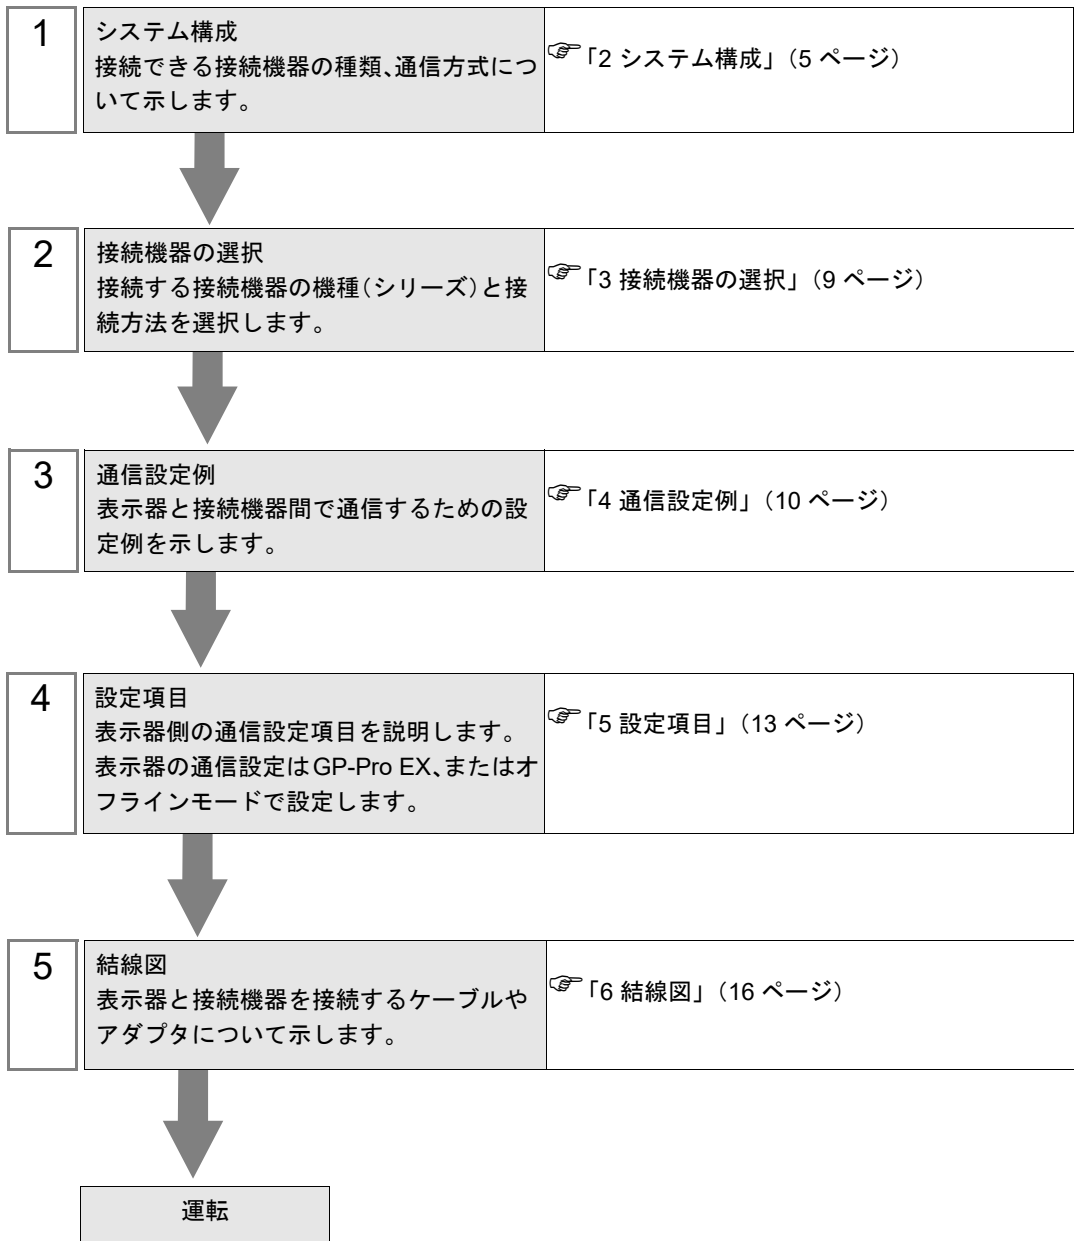 1
システム構成
接続できる接続機器の種類、通信方式につ
いて示します。
☞「2 システム構成」（5 ページ）
2
接続機器の選択
接続する接続機器の機種（シリーズ）と接
続方法を選択します。
☞「3 接続機器の選択」（9 ページ）
3
通信設定例
表示器と接続機器間で通信するための設
定例を示します。
☞「4 通信設定例」（10 ページ）
4
設定項目
表示器側の通信設定項目を説明します。
表示器の通信設定はGP-Pro EX、またはオ
フラインモードで設定します。
☞「5 設定項目」（13 ページ）
5
結線図
表示器と接続機器を接続するケーブルや
アダプタについて示します。
☞「6 結線図」（16 ページ）
運転